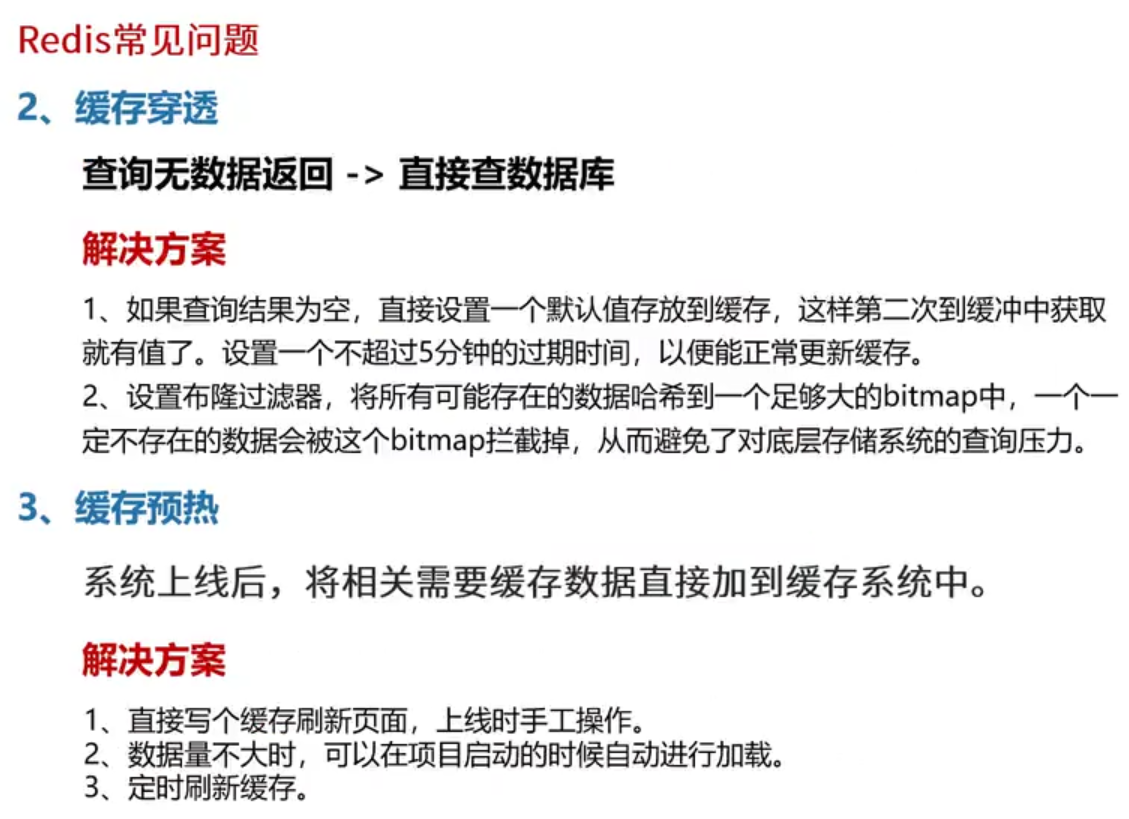 Redis常见问题
2、缓存穿透
查询无数据返回 -> 直接查数据库
解决方案
1、如果查询结果为空，直接设置一个默认值存放到缓存，这样第二次到缓冲中获取
就有值了。设置一个不超过5分钟的过期时间，以便能正常更新缓存。
2、设置布隆过滤器，将所有可能存在的数据哈希到一个足够大的bitmap中，一个一
定不存在的数据会被这个bitmap拦截掉，从而避免了对底层存储系统的查询压力。
3、缓存预热
系统上线后，将相关需要缓存数据直接加到缓存系统中。
解决方案
1、直接写个缓存刷新页面，上线时手工操作。
2、数据量不大时，可以在项目启动的时候自动进行加载。
3、定时刷新缓存。